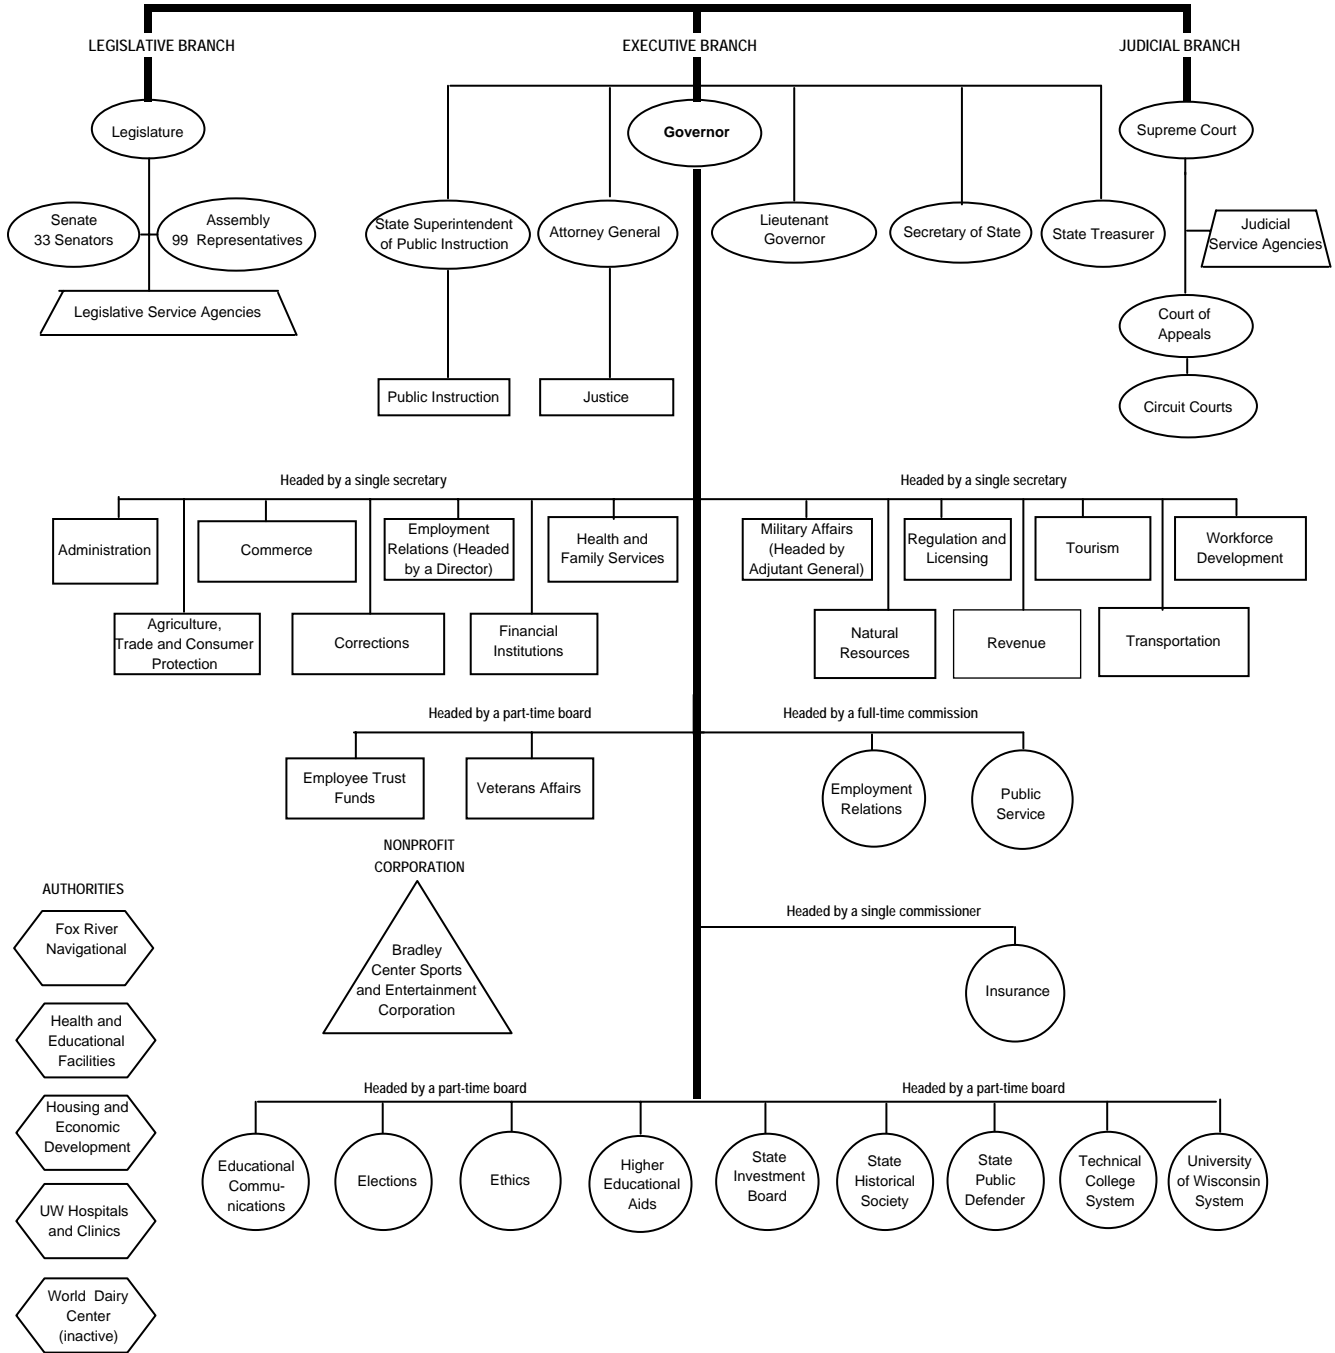 LEGISLATIVE BRANCH
EXECUTIVE BRANCH
JUDICIAL BRANCH
Legislature
Governor
Supreme Court
Senate
33 Senators
Assembly
99 Representatives
State Superintendent
of Public Instruction
Attorney General
Lieutenant
Governor
Secretary of State
State Treasurer
Judicial
Service Agencies
Legislative Service Agencies
Court of
Appeals
Public Instruction
Justice
Circuit Courts
Headed by a single secretary
Headed by a single secretary
Administration
Commerce
Employment
Relations (Headed
by a Director)
Health and
Family Services
Military Affairs
(Headed by
Adjutant General)
Regulation and
Licensing
Tourism
Workforce
Development
Agriculture,
Trade and Consumer
Protection
Corrections
Financial
Institutions
Natural
Resources
Revenue
Transportation
Headed by a part-time board
Headed by a full-time commission
Employee Trust
Funds
Veterans Affairs
Employment
Relations
Public
Service
NONPROFIT
CORPORATION
Bradley
Center Sports
and Entertainment
Corporation
AUTHORITIES
Fox River
Navigational
Health and
Educational
Facilities
Housing and
Economic
Development
UW Hospitals
and Clinics
World Dairy
Center
(inactive)
Headed by a single commissioner
Insurance
Headed by a part-time board
Headed by a part-time board
Educational
Commu-
nications
Elections
Ethics
Higher
Educational
Aids
State
Investment
Board
State
Historical
Society
State
Public
Defender
Technical
College
System
University
of Wisconsin
System